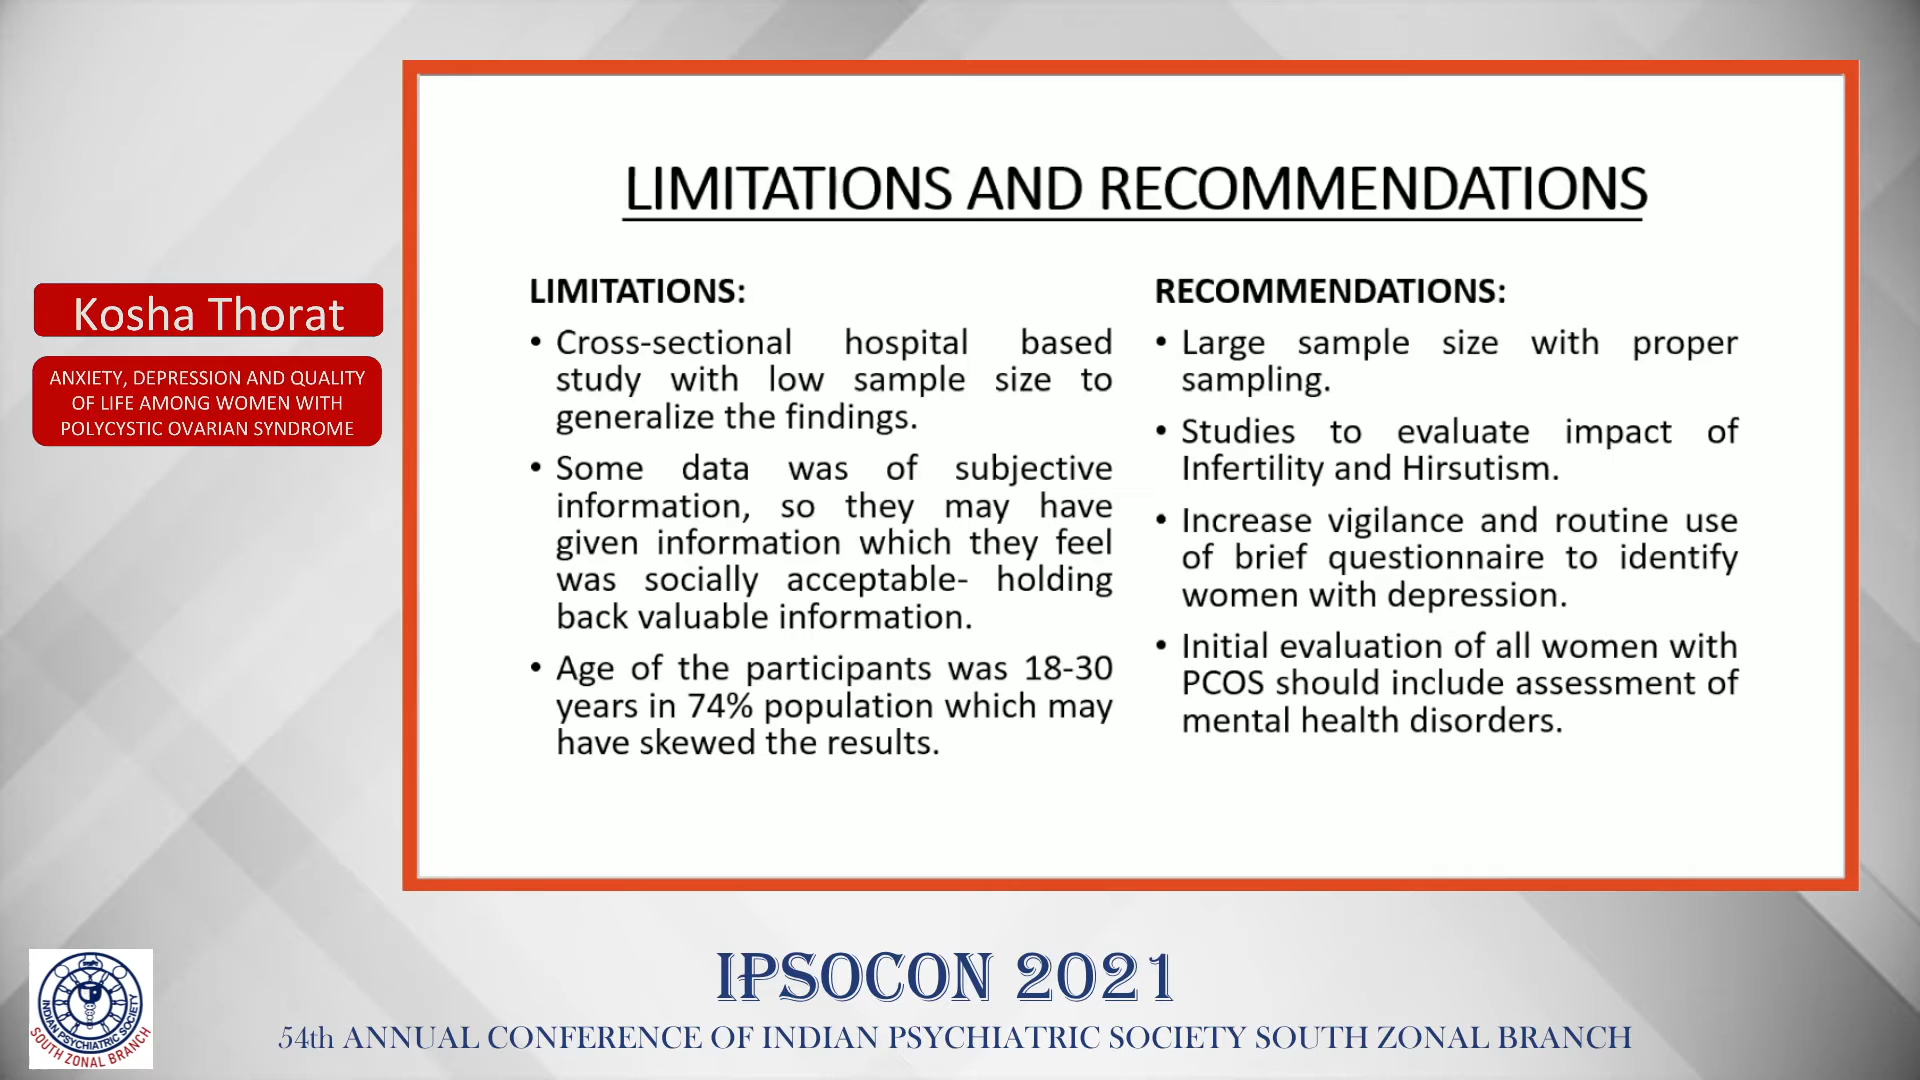 LIMITATIONS AND RECOMMENDATIONS
LIMITATIONS:
• Cross-sectional hospital based
study with low sample size to
generalize the findings.
• Some data was of subjective
information, so they may have
given information which they feel
was socially acceptable- holding
back valuable information.
• Age of the participants was 18-30
years in 74% population which may
have skewed the results.
RECOMMENDATIONS:
• Large sample size with proper
sampling.
• Studies to evaluate impact of
Infertility and Hirsutism.
• Increase vigilance and routine use
of brief questionnaire to identify
women with depression.
• Initial evaluation of all women with
PCOS should include assessment of
mental health disorders.
Kosha Thorat
ANXIETY, DEPRESSION AND QUALITY
OF LIFE AMONG WOMEN WITH
POLYCYSTIC OVARIAN SYNDROME
INDIAN PSYCHIATRIC SOCIETY
SOUTH ZONAL BRANCH
IPSOCON 2021
54th ANNUAL CONFERENCE OF INDIAN PSYCHIATRIC SOCIETY SOUTH ZONAL BRANCH